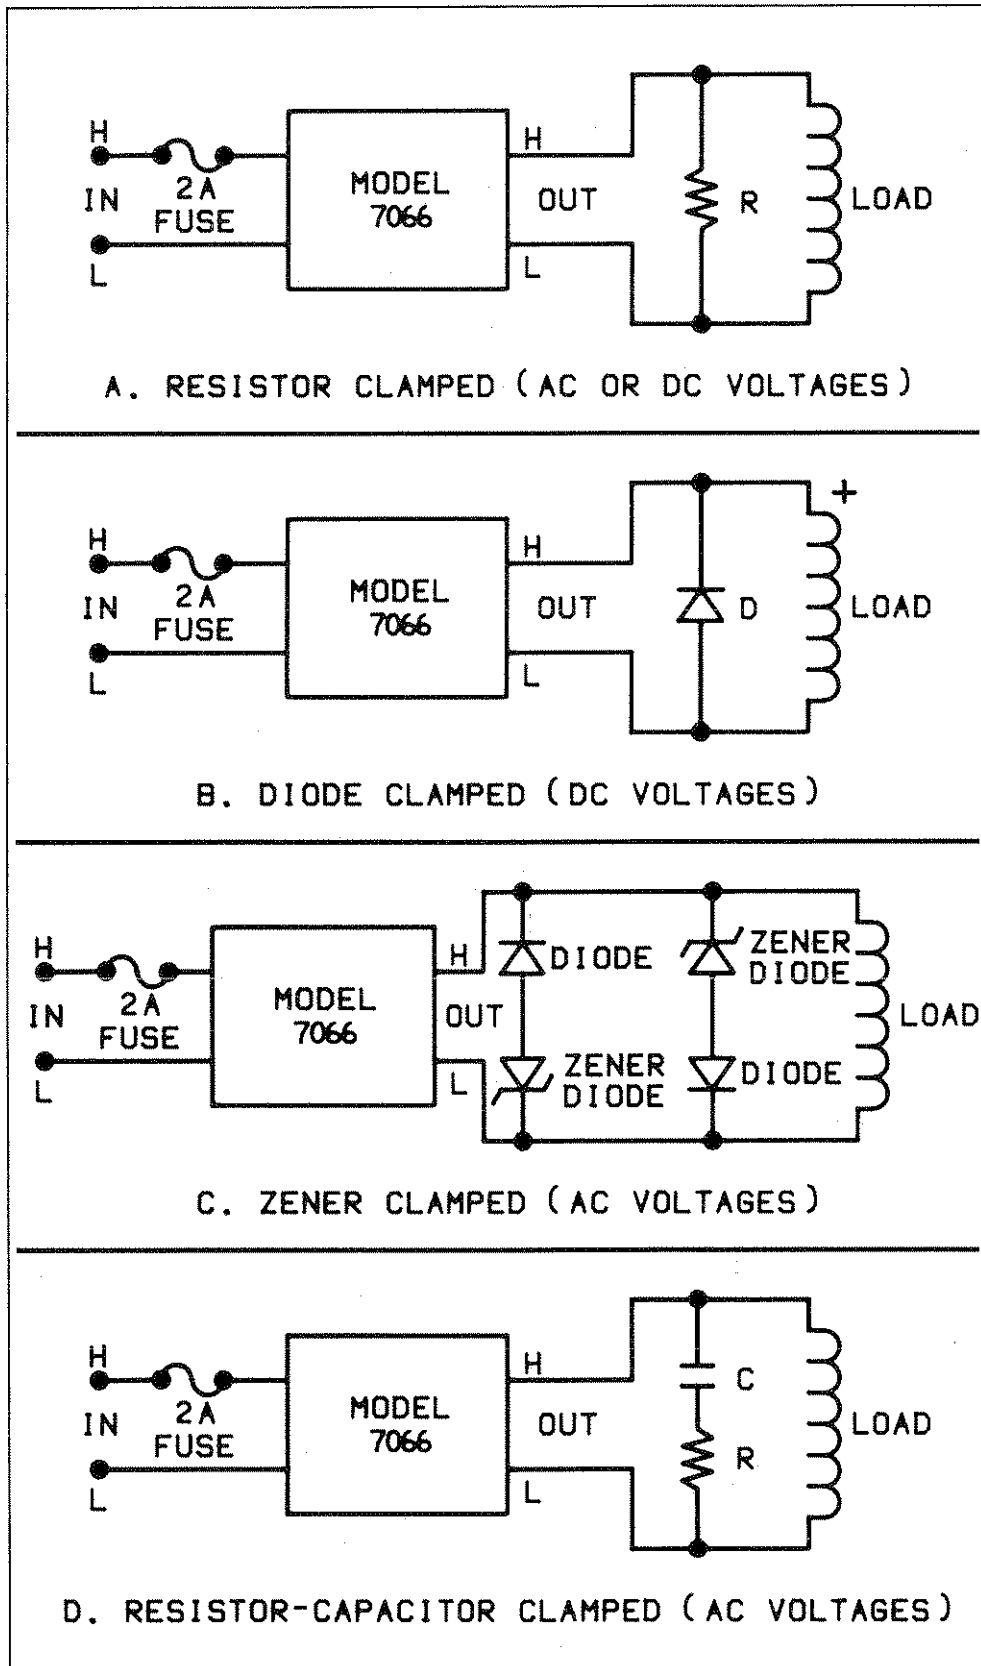 H
IN
L
2A
FUSE
MODEL
7066
H
OUT
L
R
LOAD
A. RESISTOR CLAMPED (AC OR DC VOLTAGES)
H
IN
L
2A
FUSE
MODEL
7066
H
OUT
L
D
+
LOAD
B. DIODE CLAMPED (DC VOLTAGES)
H
IN
L
2A
FUSE
MODEL
7066
H
OUT
L
DIODE
ZENER
DIODE
ZENER
DIODE
DIODE
LOAD
C. ZENER CLAMPED (AC VOLTAGES)
H
IN
L
2A
FUSE
MODEL
7066
H
OUT
L
C
R
LOAD
D. RESISTOR-CAPACITOR CLAMPED (AC VOLTAGES)